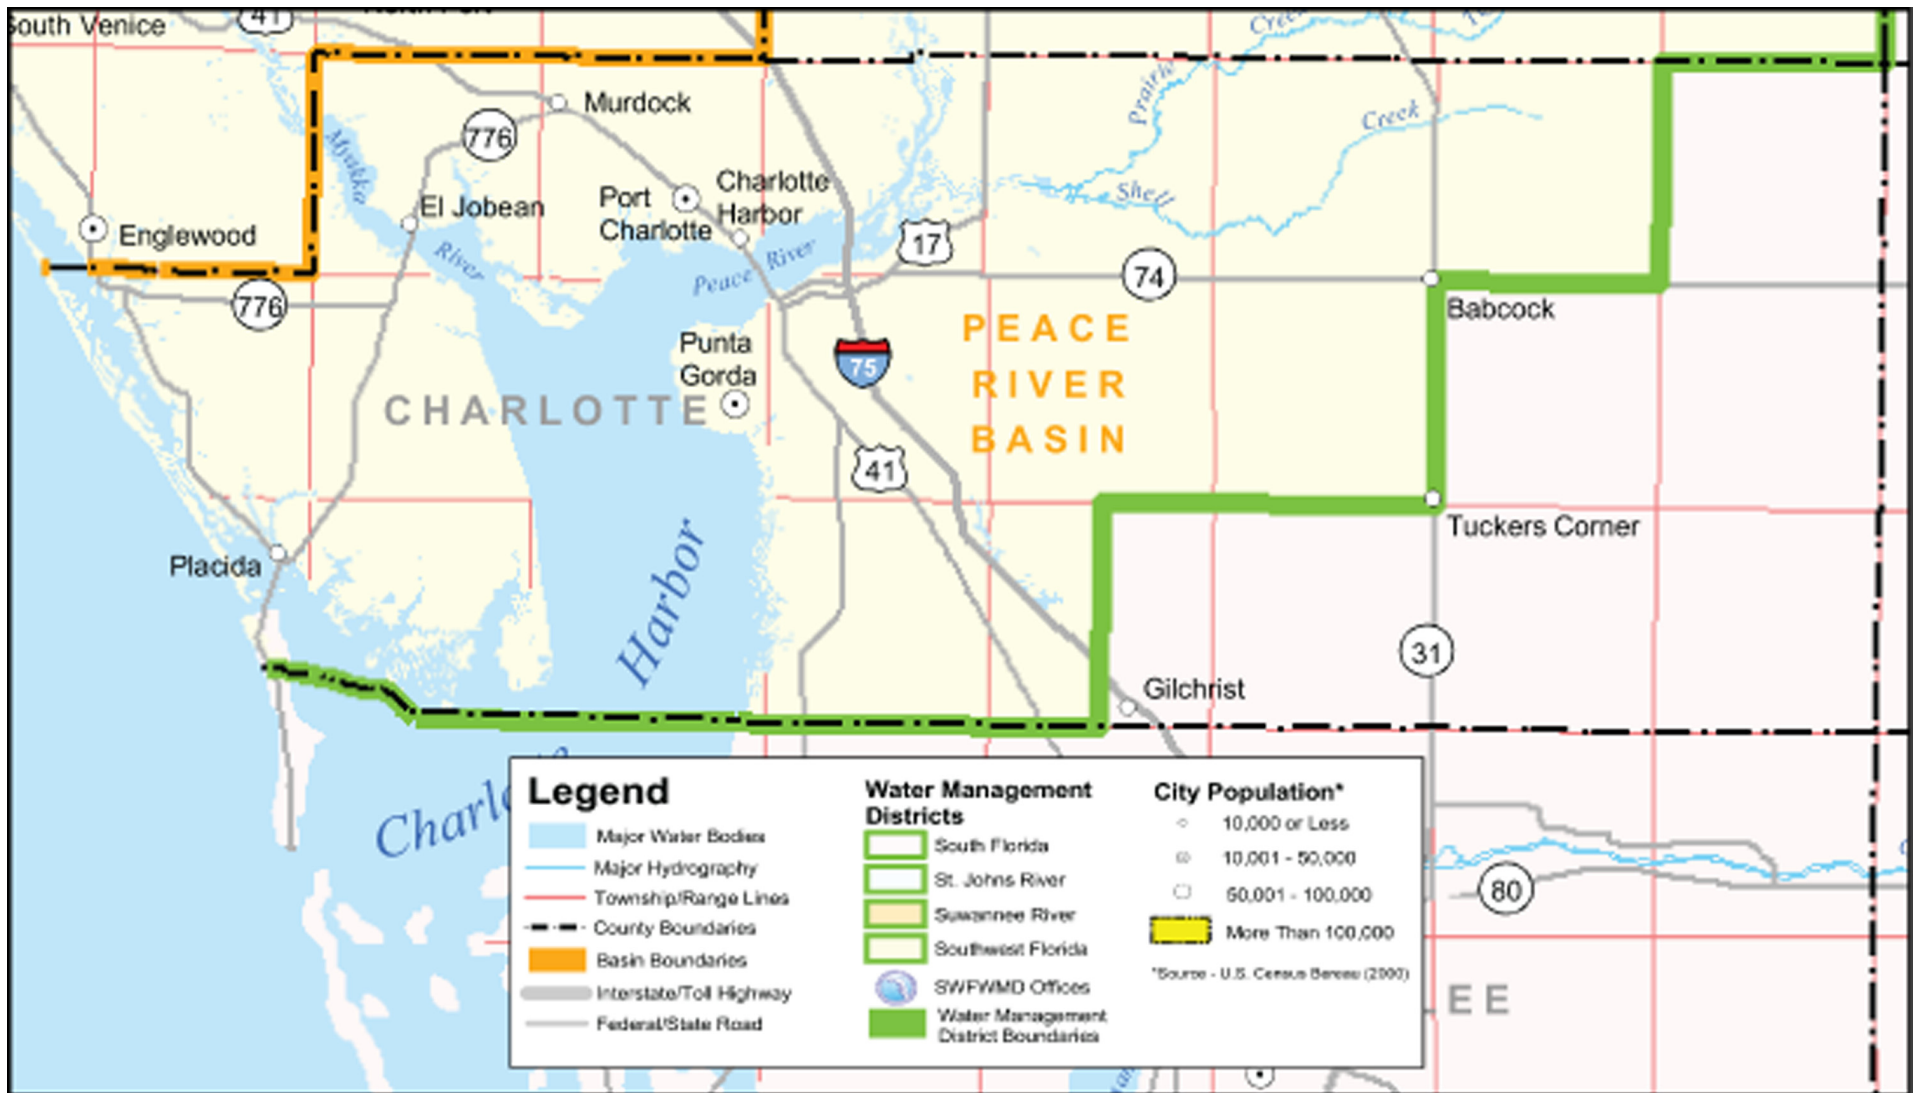 South Venice
41
Murdock
776
Prairie
Creek
Creek
Myakka
Charlotte
Harbor
Port
Charlotte
El Jobean
Shell
Englewood
River
17
Peace River
74
776
Babcock
PEACE
RIVER
BASIN
Punta
Gorda
75
CHARLOTTE
41
Tuckers Corner
Placida
Harbor
31
Gilchrist
Legend
Major Water Bodies
Major Hydrography
Township/Range Lines
County Boundaries
Basin Boundaries
Interstate/Toll Highway
Federal/State Road
Water Management
Districts
South Florida
St. Johns River
Suwannee River
Southwest Florida
SWFWMD Offices
Water Management
District Boundaries
City Population*
10,000 or Less
10,001 - 50,000
50,001 - 100,000
More Than 100,000
*Source - U.S. Census Bereau (2000)
80
EE